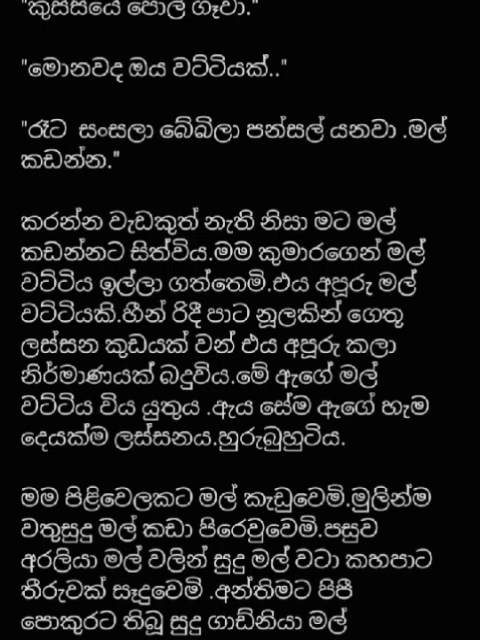 "කුස්සියේ පොල් ගෑවා."
"මොනවද ඔය වට්ටියක්.."
"රෑට සංසලා බේබිලා පන්සල් යනවා .මල්
කඩන්න."
කරන්න වැඩකුත් නැති නිසා මට මල්
කඩන්නට සිත්විය.මම කුමාරගෙන් මල්
වට්ටිය ඉල්ලා ගත්තෙමි.එය අපූරු මල්
වට්ටියකි.හීන් රිදී පාට නූලකින් ගෙතූ
ලස්සන කුඩයක් වන් එය අපූරු කලා
නිර්මාණයක් බඳුවිය.මේ ඇගේ මල්
වට්ටිය විය යුතුය .ඇය සේම ඇගේ හැම
දෙයක්ම ලස්සනය.හුරුබුහුටිය.
මම පිළිවෙලකට මල් කැඩුවෙමි.මුලින්ම
වතුසුදු මල් කඩා පිරෙව්වෙමි.පසුව
අරලියා මල් වලින් සුදු මල් වටා කහපාට
තීරුවක් සෑදුවෙමි .අන්තිමට පිපී
පොකුරට තිබූ සුදු ගාඩ්නියා මල්